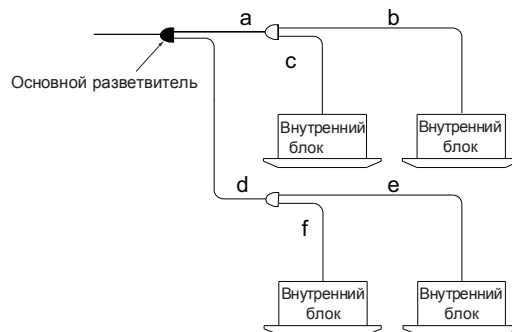 a
b
c
Основной разветвитель
Внутренний
блок
Внутренний
блок
d
e
f
Внутренний
блок
Внутренний
блок